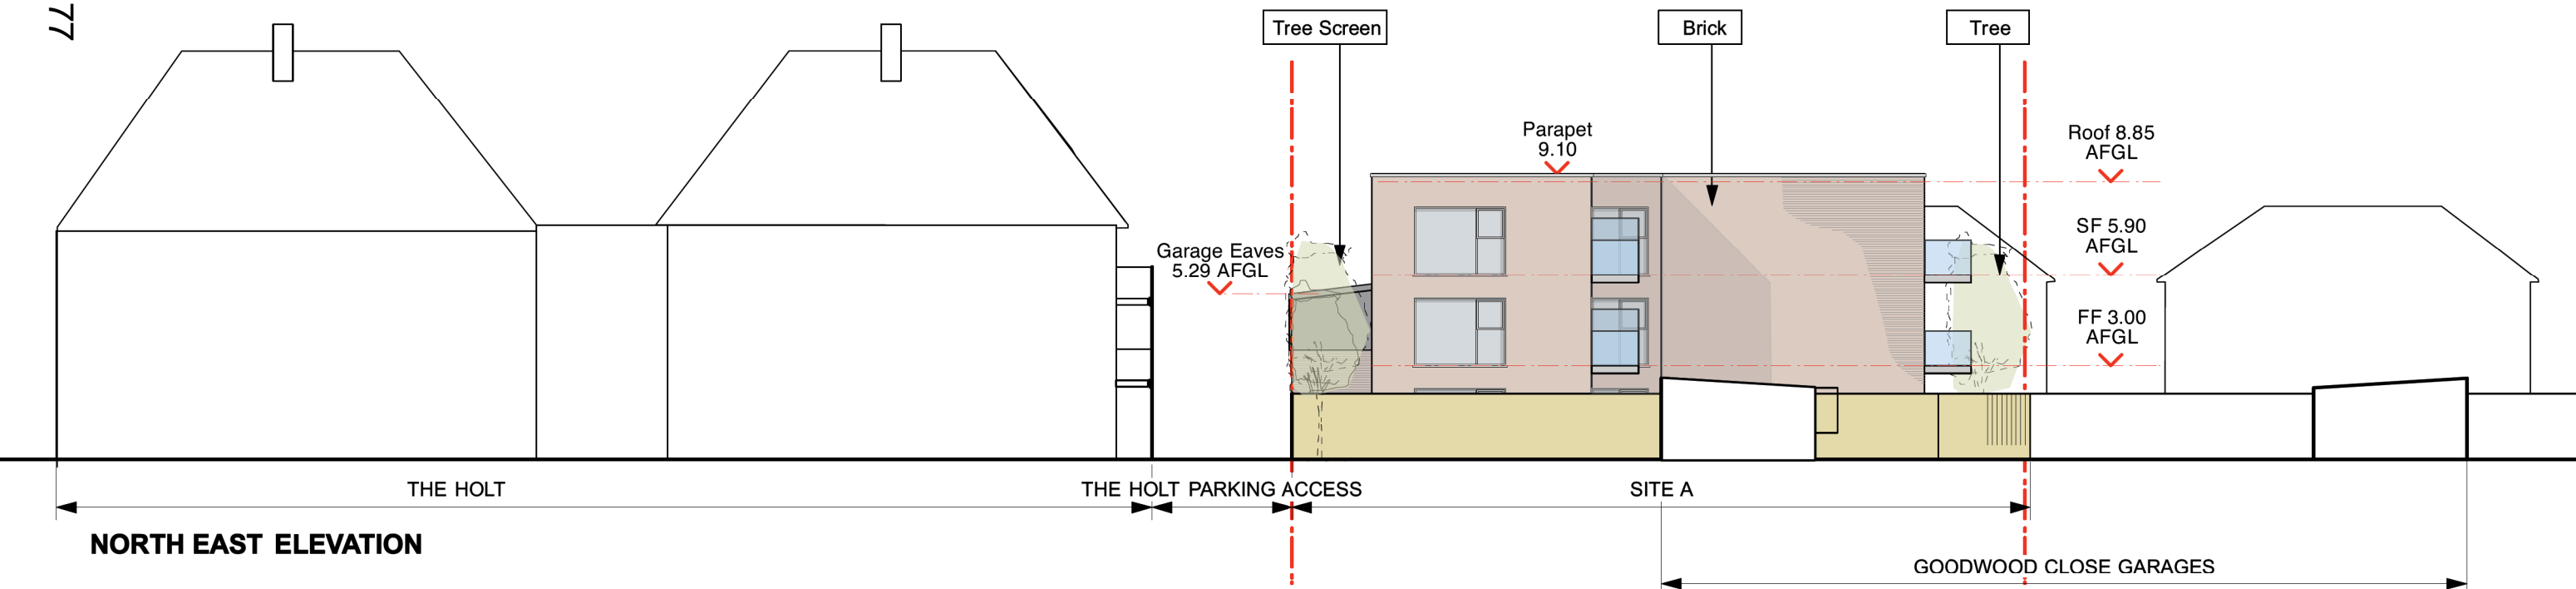 77
Tree Screen
Brick
Tree
Parapet
9.10
Roof 8.85
AFGL
Garage Eaves
5.29 AFGL
SF 5.90
AFGL
FF 3.00
AFGL
THE HOLT
THE HOLT PARKING ACCESS
SITE A
NORTH EAST ELEVATION
GOODWOOD CLOSE GARAGES